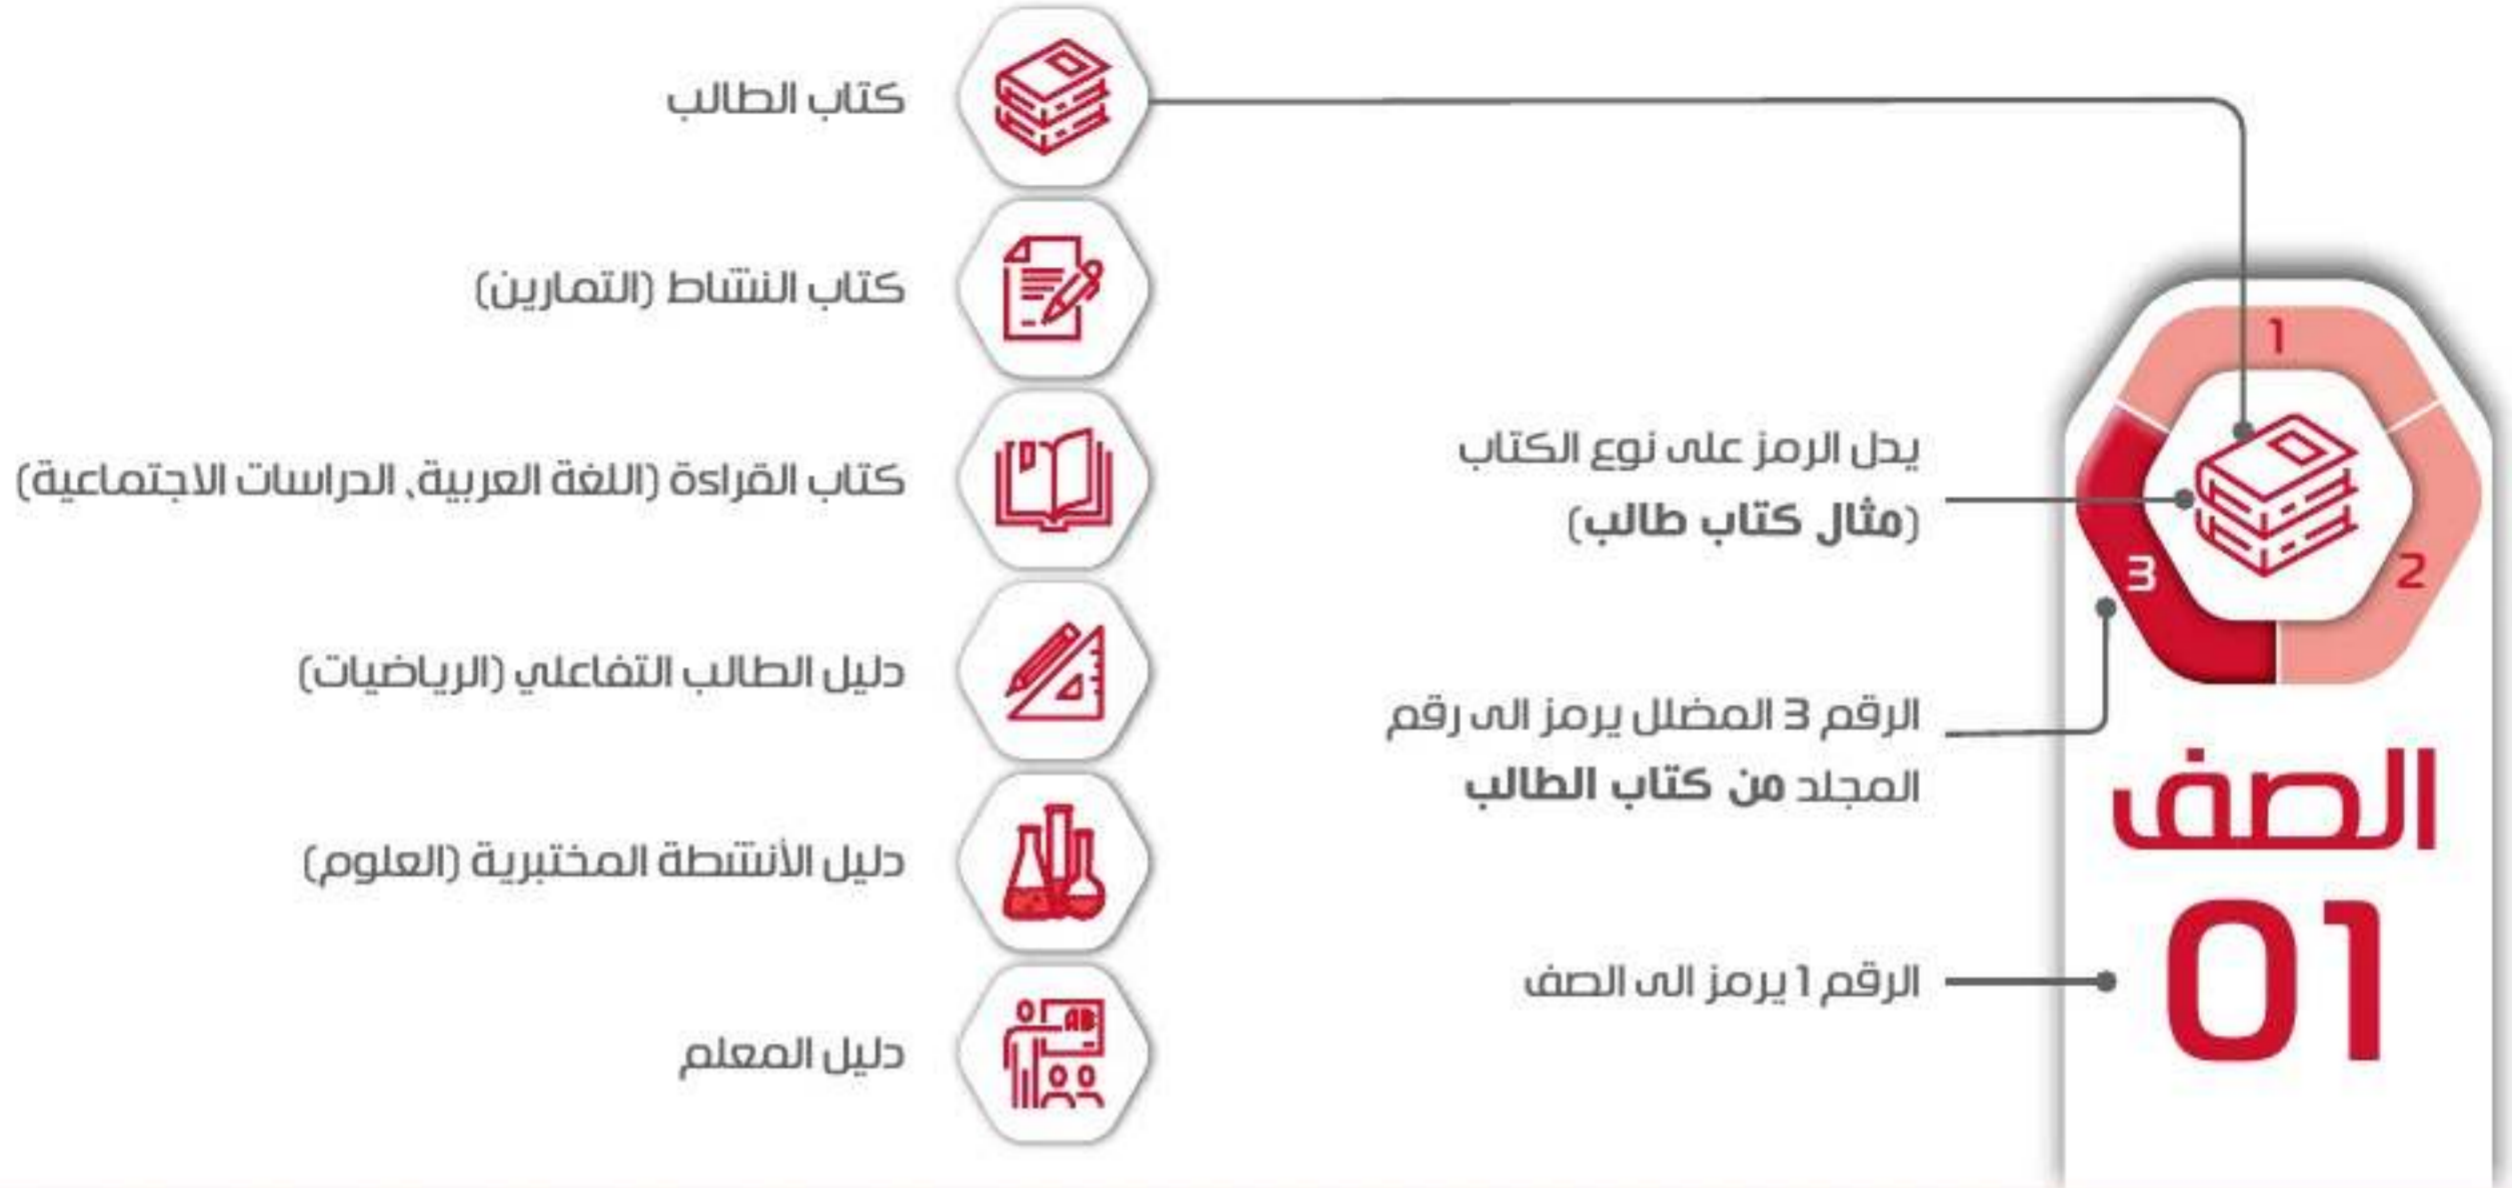 1
2
3
الصف
01
يدل الرمز على نوع الكتاب
(مثال كتاب طالب)
الرقم 3 المضلل يرمز الى رقم
المجلد من كتاب الطالب
الرقم 1 يرمز الى الصف
كتاب الطالب
كتاب النشاط (التمارين)
كتاب القراءة (اللغة العربية، الدراسات الاجتماعية)
دليل الطالب التفاعلي (الرياضيات)
دليل الأنشطة المختبرية (العلوم)
AB
دليل المعلم